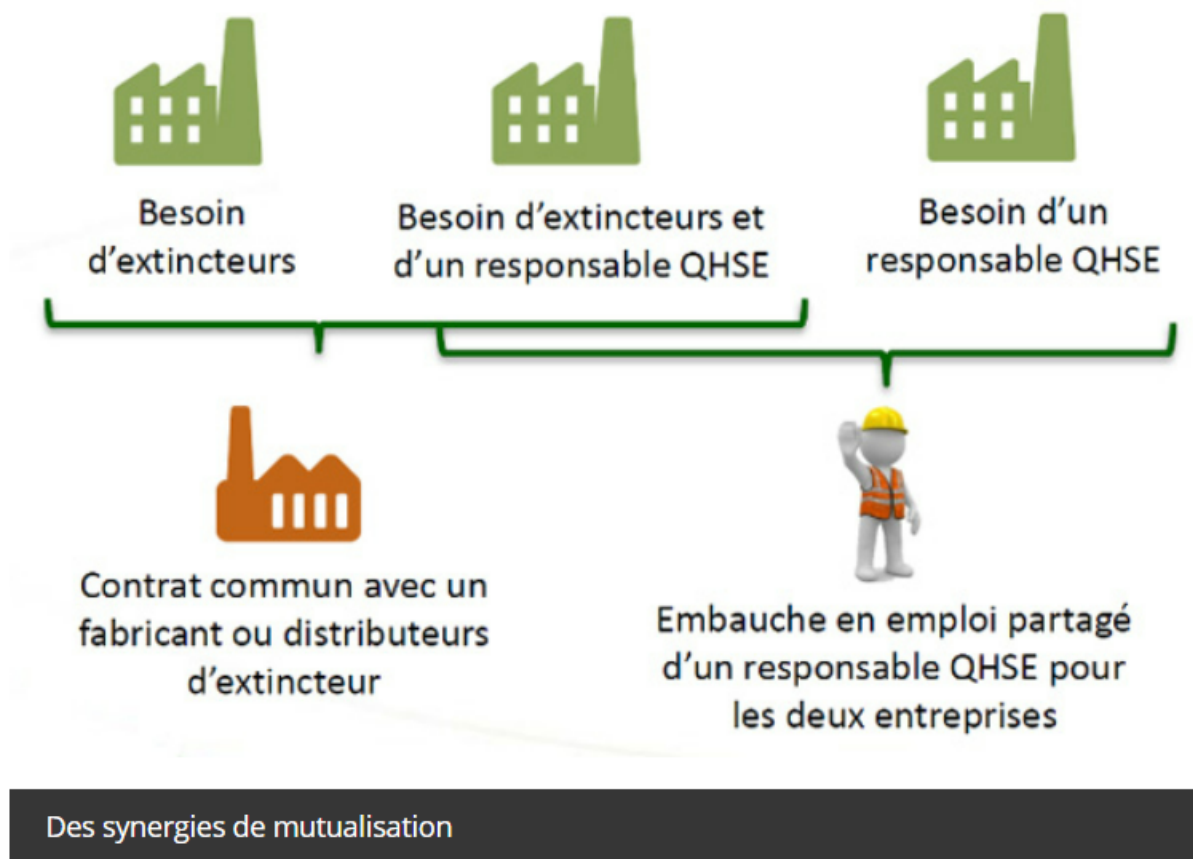 Besoin
d'extincteurs
Besoin d'extincteurs et
d'un responsable QHSE
Besoin d'un
responsable QHSE
Contrat commun avec un
fabricant ou distributeurs
d'extincteur
Embauche en emploi partagé
d'un responsable QHSE pour
les deux entreprises
Des synergies de mutualisation